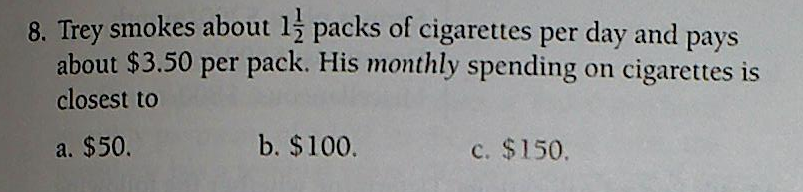 8. Trey smokes about 1½ packs of cigarettes per day and pays
about $3.50 per pack. His monthly spending on cigarettes is
closest to
a. $50. b. $100. c. $150.